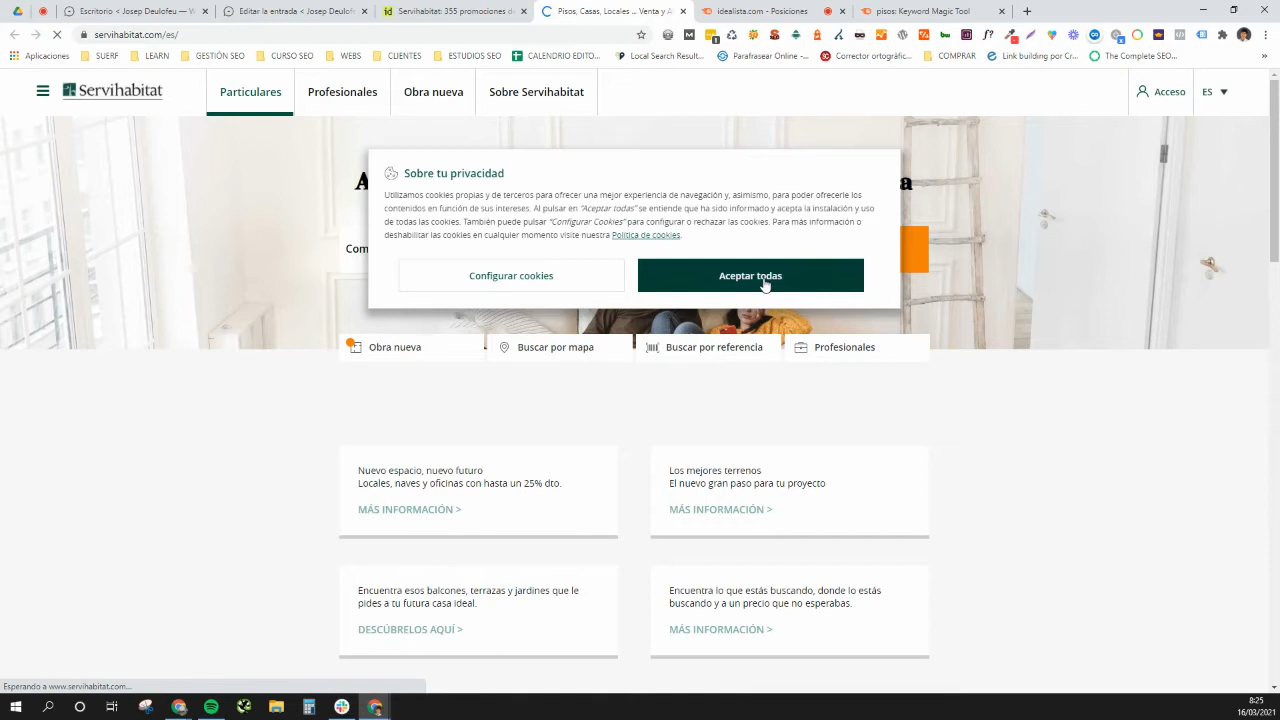 Escritorio < Josep Deulofeu — W
Editar la entrada < Josep Deulofeu
Servihabitat: 355 promociones de
Pisos, Casas, Locales ... Venta y A
idealista.com - Positions
pisos: Keyword Magic Tool
servihabitat.com/es/
Aplicaciones SUERF LEARN GESTIÓN SEO CURSO SEO WEBS CLIENTES ESTUDIOS SEO CALENDARIO EDITO... Local Search Result... Parafrasear Online -... Corrector ortográfic... COMPRAR Link building por Cr... The Complete SEO... »
Servihabitat
Particulares Profesionales Obra nueva Sobre Servihabitat Acceso ES
Sobre tu privacidad
Utilizamos cookies propias y de terceros para ofrecer una mejor experiencia de navegación y, asimismo, para poder ofrecerle los
contenidos en función de sus intereses. Al pulsar en "Aceptar todas" se entiende que ha sido informado y acepta la instalación y uso
de todas las cookies. También puede pulsar "Configurar Cookies" para configurar o rechazar las cookies. Para más información o
deshabilitar las cookies en cualquier momento visite nuestra Política de cookies.
A a
Com
Configurar cookies Aceptar todas
Obra nueva Buscar por mapa Buscar por referencia Profesionales
Nuevo espacio, nuevo futuro
Locales, naves y oficinas con hasta un 25% dto.
MÁS INFORMACIÓN >
Los mejores terrenos
El nuevo gran paso para tu proyecto
MÁS INFORMACIÓN >
Encuentra esos balcones, terrazas y jardines que le
pides a tu futura casa ideal.
DESCÚBRELOS AQUÍ >
Encuentra lo que estás buscando, donde lo estás
buscando y a un precio que no esperabas.
MÁS INFORMACIÓN >
Esperando a www.servihabitat.com...
8:25
16/03/2021